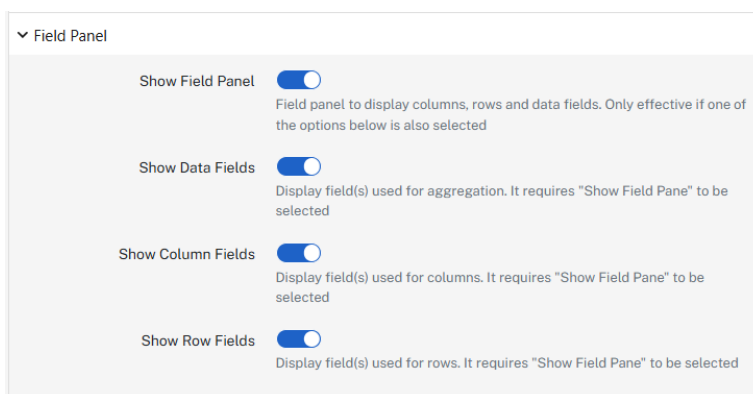 Field Panel
Show Field Panel
Field panel to display columns, rows and data fields. Only effective if one of
the options below is also selected
Show Data Fields
Display field(s) used for aggregation. It requires "Show Field Pane" to be
selected
Show Column Fields
Display field(s) used for columns. It requires "Show Field Pane" to be
selected
Show Row Fields
Display field(s) used for rows. It requires "Show Field Pane" to be selected